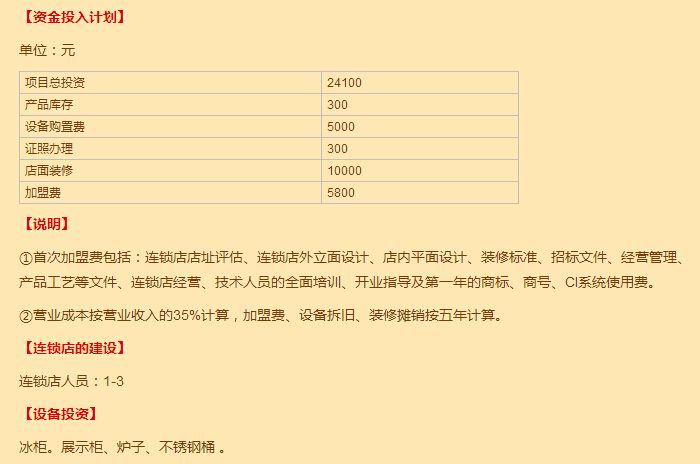 【资金投入计划】
单位：元
项目总投资 24100
产品库存 300
设备购置费 5000
证照办理 300
店面装修 10000
加盟费 5800
【说明】
①首次加盟费包括：连锁店店址评估、连锁店外立面设计、店内平面设计、装修标准、招标文件、经营管理、
产品工艺等文件、连锁店经营、技术人员的全面培训、开业指导及第一年的商标、商号、CI系统使用费。
②营业成本按营业收入的35%计算，加盟费、设备拆旧、装修摊销按五年计算。
【连锁店的建设】
连锁店人员：1-3
【设备投资】
冰柜。展示柜、炉子、不锈钢桶 。